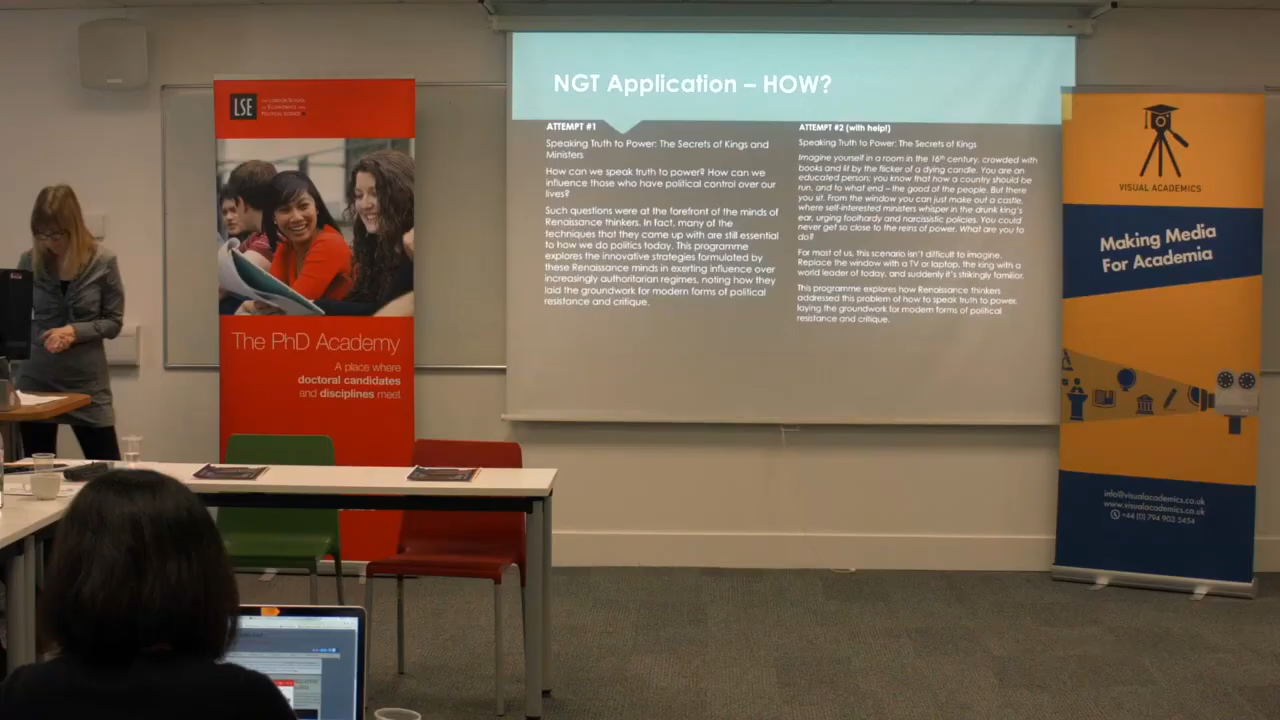 LSE
The London School
of Economics and
Political Science
The PhD Academy
A place where
doctoral candidates
and disciplines meet
NGT Application – HOW?
ATTEMPT #1
Speaking Truth to Power: The Secrets of Kings and
Ministers
How can we speak truth to power? How can we
influence those who have political control over our
lives?
Such questions were at the forefront of the minds of
Renaissance thinkers. In fact, many of the
techniques that they came up with are still essential
to how we do politics today. This programme
explores the innovative strategies formulated by
these Renaissance minds in exerting influence over
increasingly authoritarian regimes, noting how they
laid the groundwork for modern forms of political
resistance and critique.
ATTEMPT #2 (with help!)
Speaking Truth to Power: The Secrets of Kings
Imagine yourself in a room in the 16th century, crowded with
books and lit by the flicker of a dying candle. You are an
educated person; you know that how a country should be
run, and to what end – the good of the people. But there
you sit. From the window you can just make out a castle,
where self-interested ministers whisper in the drunk king's
ear, urging foolhardy and narcissistic policies. You could
never get so close to the reins of power. What are you to
do?
For most of us, this scenario isn't difficult to imagine.
Replace the window with a TV or laptop, the king with a
world leader of today, and suddenly it's strikingly familiar.
This programme explores how Renaissance thinkers
addressed this problem of how to speak truth to power,
laying the groundwork for modern forms of political
resistance and critique.
VISUAL ACADEMICS
Making Media
For Academia
info@visualacademics.co.uk
www.visualacademics.co.uk
+44 (0) 794 903 5454